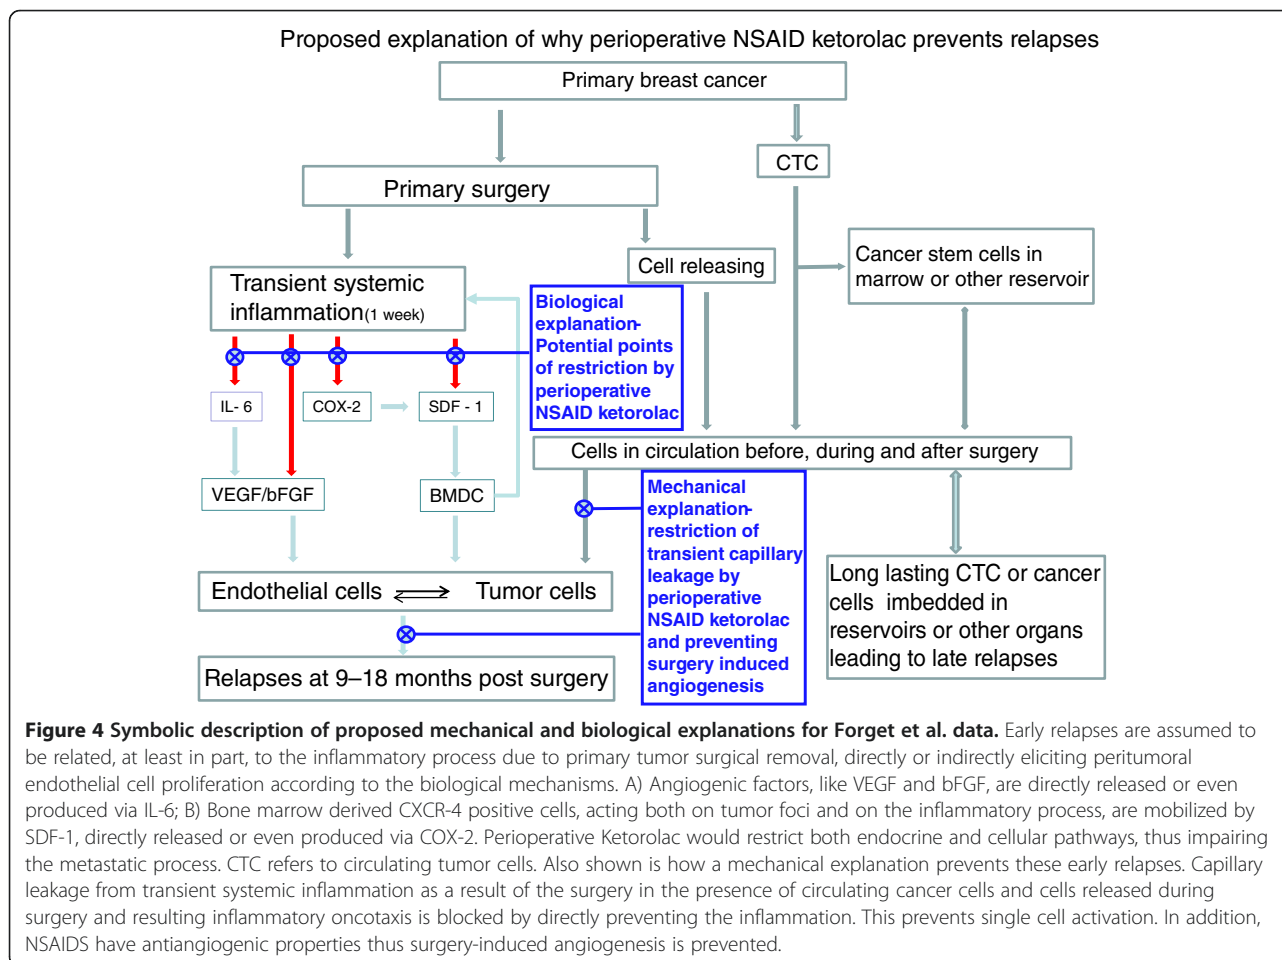 Proposed explanation of why perioperative NSAID ketorolac prevents relapses
Primary breast cancer
CTC
Primary surgery
Cell releasing
Cancer stem cells in
marrow or other reservoir
Transient systemic
inflammation(1 week)
Biological
explanation-
Potential points
of restriction by
perioperative
NSAID ketorolac
IL- 6
COX-2
SDF - 1
Cells in circulation before, during and after surgery
VEGF/bFGF
BMDC
Mechanical
explanation-
restriction of
transient capillary
leakage by
perioperative
NSAID ketorolac
and preventing
surgery induced
angiogenesis
Endothelial cells
Tumor cells
Long lasting CTC or cancer
cells imbedded in
reservoirs or other organs
leading to late relapses
Relapses at 9–18 months post surgery
Figure 4 Symbolic description of proposed mechanical and biological explanations for Forget et al. data. Early relapses are assumed to
be related, at least in part, to the inflammatory process due to primary tumor surgical removal, directly or indirectly eliciting peritumoral
endothelial cell proliferation according to the biological mechanisms. A) Angiogenic factors, like VEGF and bFGF, are directly released or even
produced via IL-6; B) Bone marrow derived CXCR-4 positive cells, acting both on tumor foci and on the inflammatory process, are mobilized by
SDF-1, directly released or even produced via COX-2. Perioperative Ketorolac would restrict both endocrine and cellular pathways, thus impairing
the metastatic process. CTC refers to circulating tumor cells. Also shown is how a mechanical explanation prevents these early relapses. Capillary
leakage from transient systemic inflammation as a result of the surgery in the presence of circulating cancer cells and cells released during
surgery and resulting inflammatory oncotaxis is blocked by directly preventing the inflammation. This prevents single cell activation. In addition,
NSAIDS have antiangiogenic properties thus surgery-induced angiogenesis is prevented.